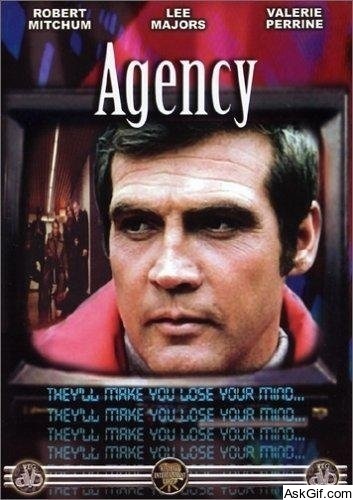 ROBERT MITCHUM
LEE MAJORS
VALERIE PERRINE
Agency
THEY'LL MAKE YOU LOSE YOUR MIND...
THEY'LL MAKE YOU LOSE YOUR MIND...
THEY'LL MAKE YOU LOSE YOUR MIND...
THEY'LL MAKE YOU LOSE YOUR MIND...
AskGif.com